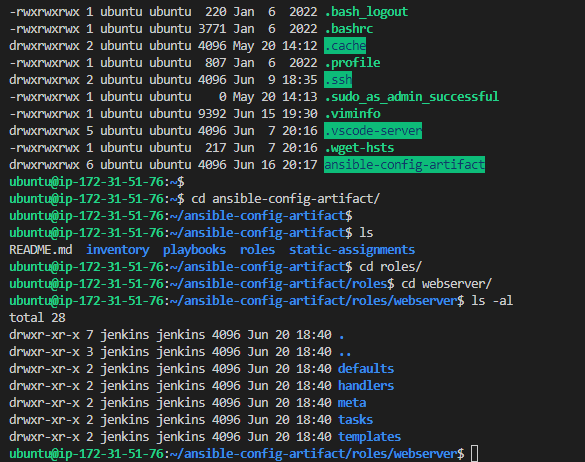 -rwxrwxrwx 1 ubuntu ubuntu  220 Jan  6  2022 .bash_logout
-rwxrwxrwx 1 ubuntu ubuntu 3771 Jan  6  2022 .bashrc
drwxrwxrwx 2 ubuntu ubuntu 4096 May 20 14:12 .cache
-rwxrwxrwx 1 ubuntu ubuntu  807 Jan  6  2022 .profile
drwxrwxrwx 2 ubuntu ubuntu 4096 Jun  9 18:35 .ssh
-rwxrwxrwx 1 ubuntu ubuntu    0 May 20 14:13 .sudo_as_admin_successful
-rwxrwxrwx 1 ubuntu ubuntu 9392 Jun 15 19:30 .viminfo
drwxrwxrwx 5 ubuntu ubuntu 4096 Jun  7 20:16 .vscode-server
-rwxrwxrwx 1 ubuntu ubuntu  217 Jun  7 20:16 .wget-hsts
drwxrwxrwx 6 ubuntu ubuntu 4096 Jun 16 20:17 ansible-config-artifact
ubuntu@ip-172-31-51-76:~$
ubuntu@ip-172-31-51-76:~$ cd ansible-config-artifact/
ubuntu@ip-172-31-51-76:~/ansible-config-artifact$
ubuntu@ip-172-31-51-76:~/ansible-config-artifact$ ls
README.md  inventory  playbooks  roles  static-assignments
ubuntu@ip-172-31-51-76:~/ansible-config-artifact$ cd roles/
ubuntu@ip-172-31-51-76:~/ansible-config-artifact/roles$ cd webserver/
ubuntu@ip-172-31-51-76:~/ansible-config-artifact/roles/webserver$ ls -al
total 28
drwxr-xr-x 7 jenkins jenkins 4096 Jun 20 18:40 .
drwxr-xr-x 3 jenkins jenkins 4096 Jun 20 18:40 ..
drwxr-xr-x 2 jenkins jenkins 4096 Jun 20 18:40 defaults
drwxr-xr-x 2 jenkins jenkins 4096 Jun 20 18:40 handlers
drwxr-xr-x 2 jenkins jenkins 4096 Jun 20 18:40 meta
drwxr-xr-x 2 jenkins jenkins 4096 Jun 20 18:40 tasks
drwxr-xr-x 2 jenkins jenkins 4096 Jun 20 18:40 templates
ubuntu@ip-172-31-51-76:~/ansible-config-artifact/roles/webserver$